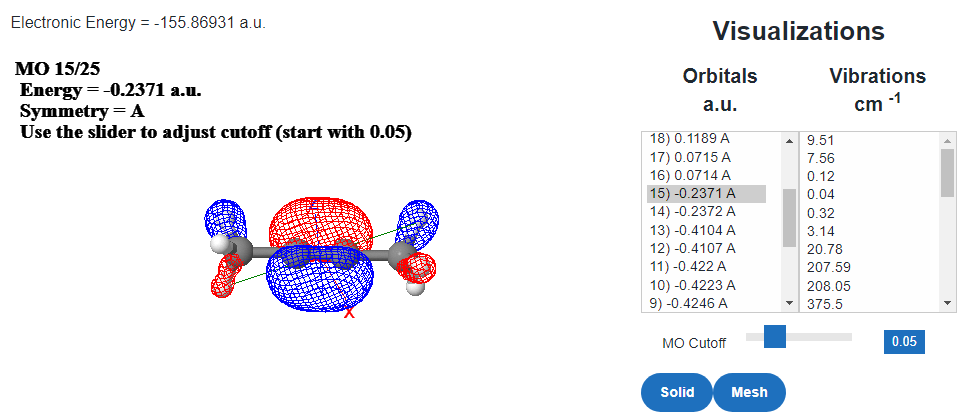 Electronic Energy = -155.86931 a.u.
MO 15/25
Energy = -0.2371 a.u.
Symmetry = A
Use the slider to adjust cutoff (start with 0.05)
X
Visualizations
Orbitals
a.u.
18) 0.1189 A
17) 0.0715 A
16) 0.0714 A
15) -0.2371 A
14) -0.2372 A
13) -0.4104 A
12) -0.4107 A
11) -0.422 A
10) -0.4223 A
9) -0.4246 A
Vibrations
cm -1
9.51
7.56
0.12
0.04
0.32
3.14
20.78
207.59
208.05
375.5
MO Cutoff
0.05
Solid
Mesh